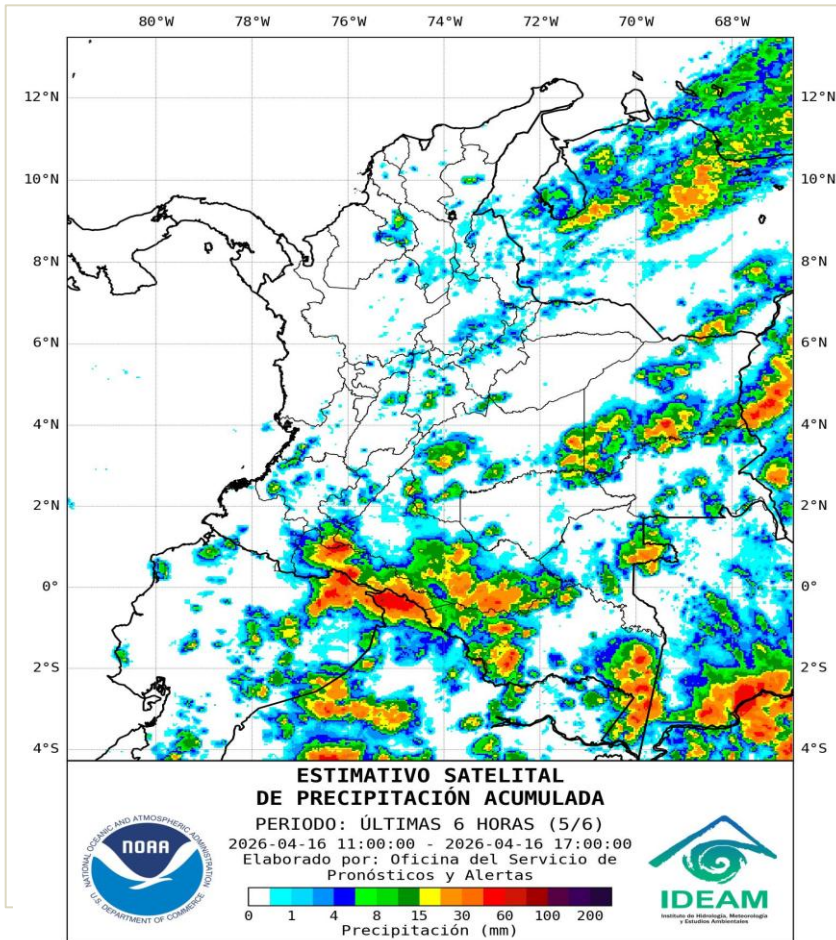 80°W 78°W 76°W 74°W 72°W 70°W 68°W
12°N 12°N
10°N 10°N
8°N 8°N
6°N 6°N
4°N 4°N
2°N 2°N
0° 0°
2°S 2°S
4°S 4°S
ESTIMATIVO SATELITAL
DE PRECIPITACIÓN ACUMULADA
PERIODO: ÚLTIMAS 6 HORAS (5/6)
2026-04-16 11:00:00 - 2026-04-16 17:00:00
Elaborado por: Oficina del Servicio de
Pronósticos y Alertas
0 1 4 8 15 30 60 100 200
Precipitación (mm)
NATIONAL OCEANIC AND ATMOSPHERIC ADMINISTRATION
NOAA
U.S. DEPARTMENT OF COMMERCE
IDEAM
Instituto de Hidrología, Meteorología
y Estudios Ambientales